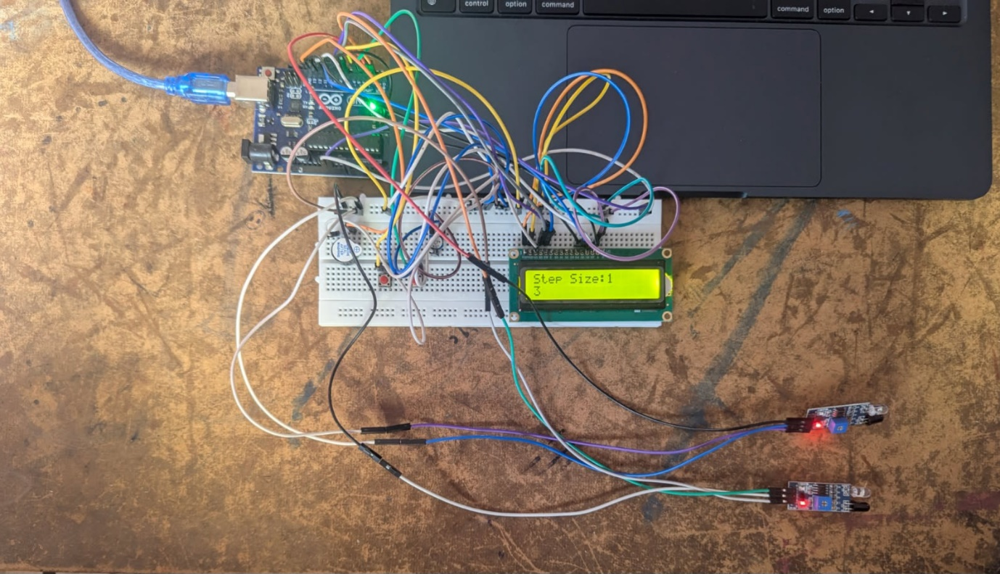 control
option
command
command
option
Step Size:1
3